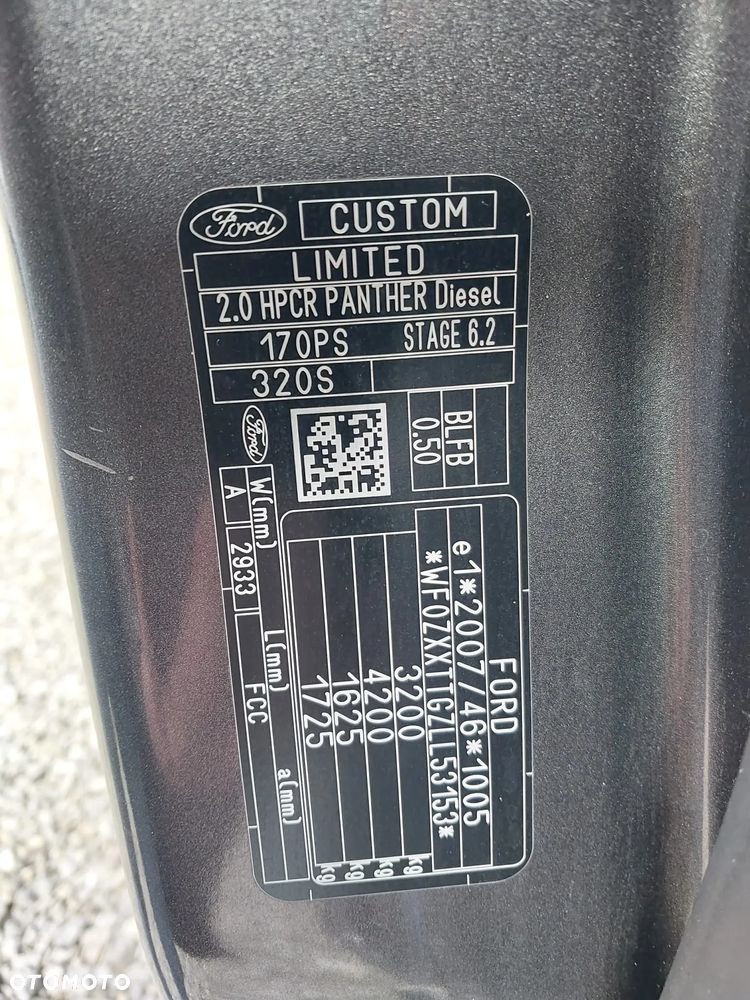 Ford
CUSTOM
LIMITED
2.0 HPCR PANTHER Diesel
170PS STAGE 6.2
320S
Ford
BLFB
0.50
FORD
e1*2007/46*1005
*WF0ZXXTTGZLL53153*
3200 kg
4200 kg
1625 kg
1725 kg
W(mm) L(mm) a(mm)
A 2933 FCC
OTOMOTO